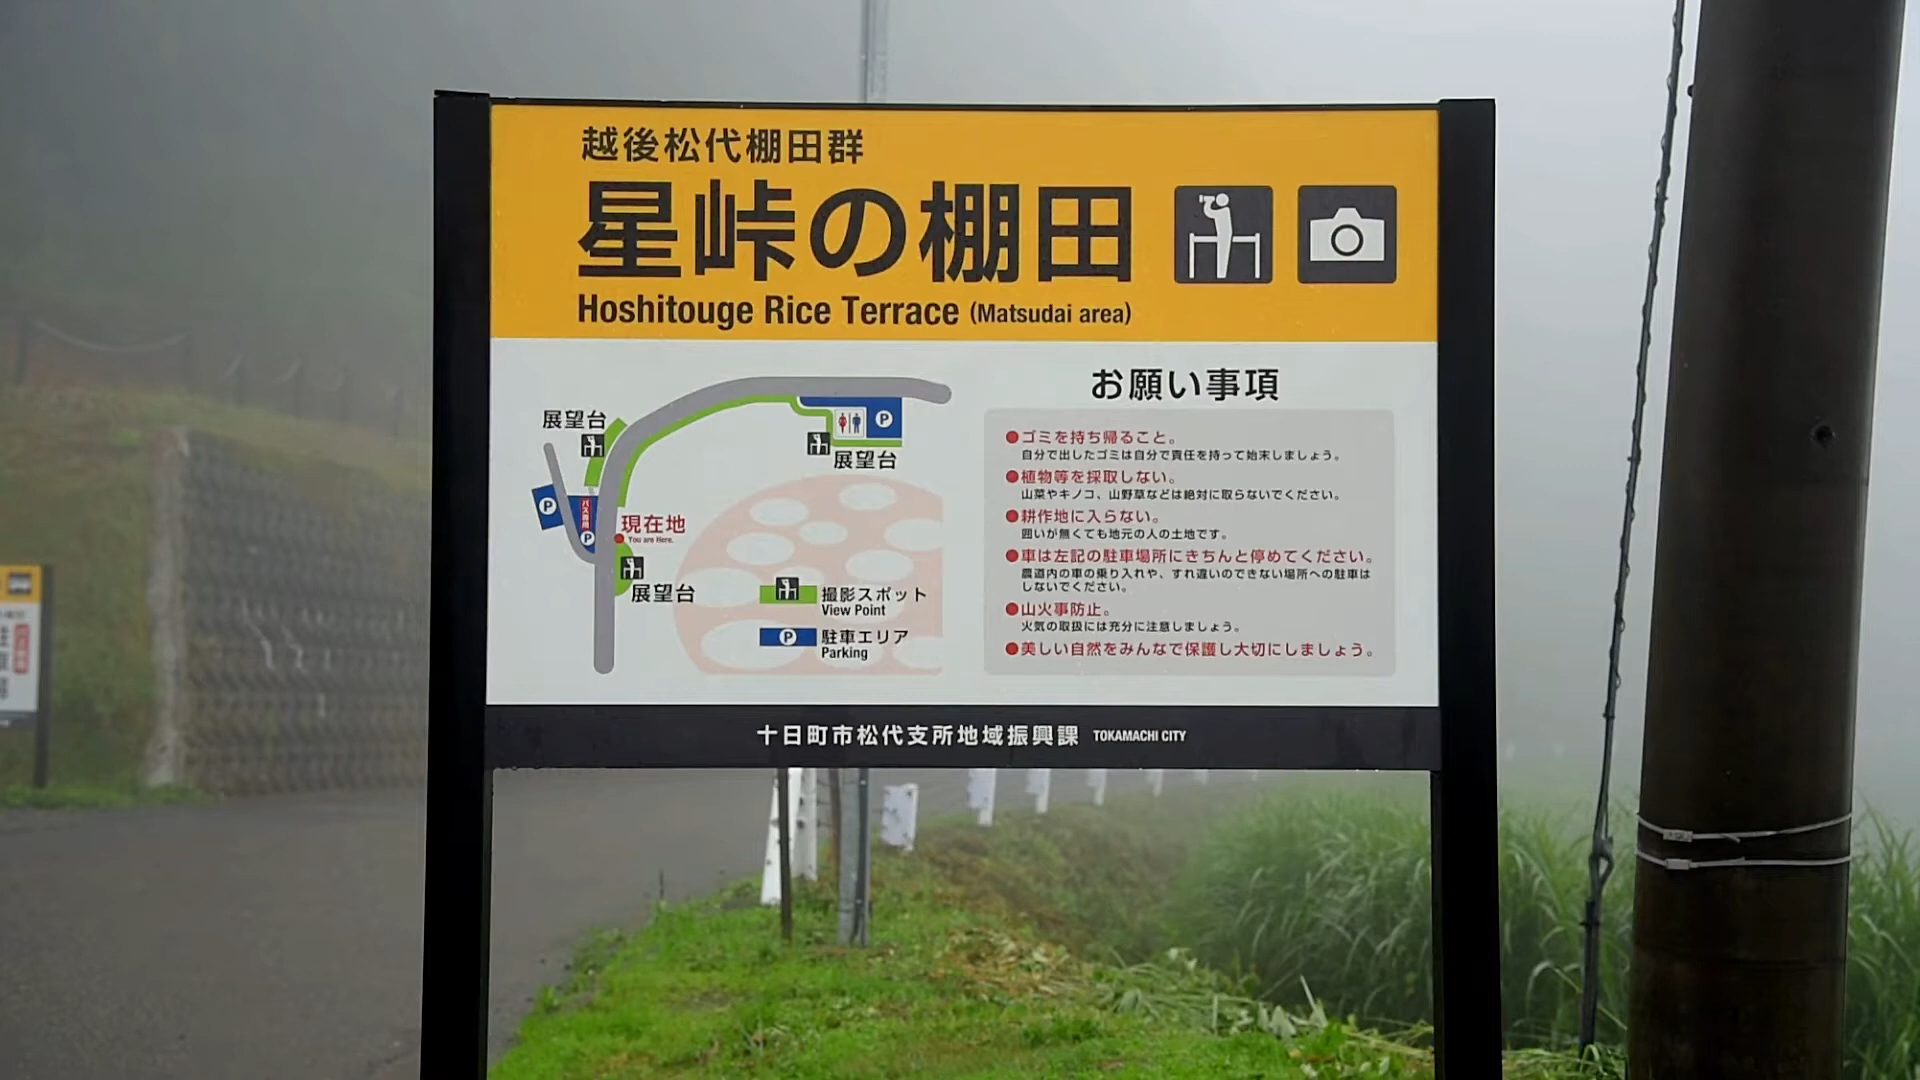 越後松代棚田群
星峠の棚田
Hoshitouge Rice Terrace (Matsudai area)
展望台
P
展望台
P
バス専用
P
現在地
You are Here.
展望台
撮影スポット
View Point
P
駐車エリア
Parking
お願い事項
●ゴミを持ち帰ること。
自分で出したゴミは自分で責任を持って始末しましょう。
●植物等を採取しない。
山菜やキノコ、山野草などは絶対に取らないでください。
●耕作地に入らない。
囲いが無くても地元の人の土地です。
●車は左記の駐車場所にきちんと停めてください。
農道内の車の乗り入れや、すれ違いのできない場所への駐車は
しないでください。
●山火事防止。
火気の取扱には充分に注意しましょう。
●美しい自然をみんなで保護し大切にしましょう。
十日町市松代支所地域振興課 TOKAMACHI CITY